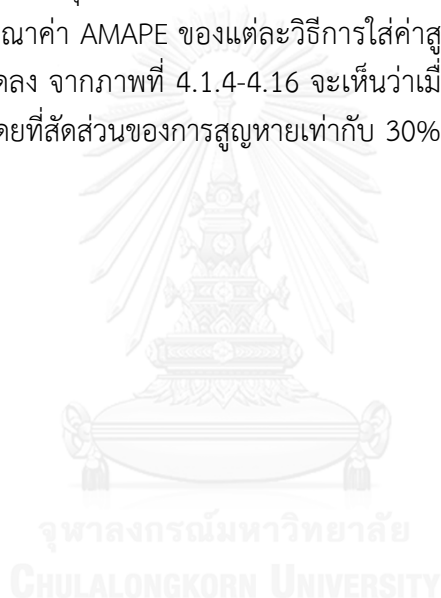 ณาค่า AMAPE ของแต่ละวิธีการใส่ค่าสู
ดลง จากภาพที่ 4.1.4-4.16 จะเห็นว่าเมื่
ดยที่สัดส่วนของการสูญหายเท่ากับ 30%
จุฬาลงกรณ์มหาวิทยาลัย
CHULALONGKORN UNIVERSITY